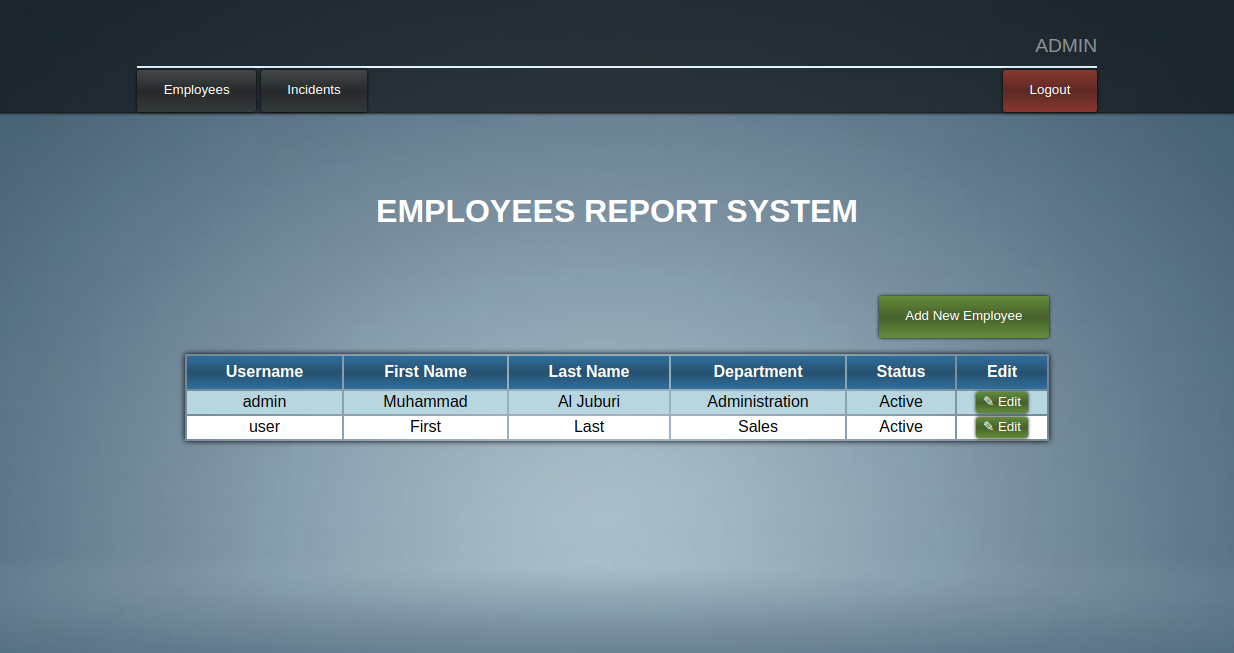 ADMIN
Employees Incidents Logout
EMPLOYEES REPORT SYSTEM
Add New Employee
Username First Name Last Name Department Status Edit
admin Muhammad Al Juburi Administration Active ✎ Edit
user First Last Sales Active ✎ Edit